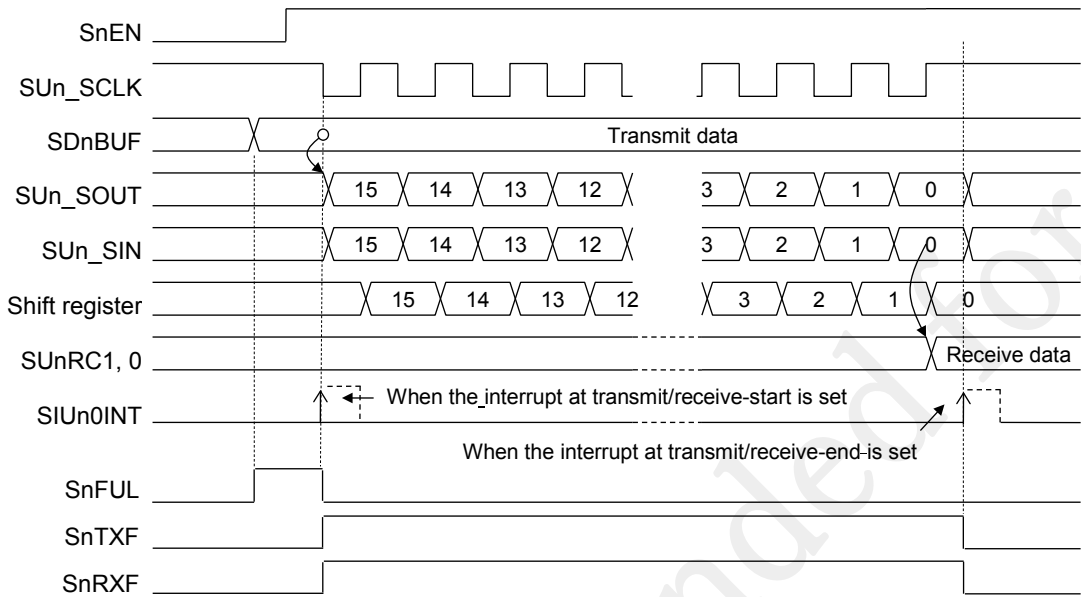 SnEN
SUn_SCLK
SDnBUF Transmit data
SUn_SOUT 15 14 13 12 3 2 1 0
SUn_SIN 15 14 13 12 3 2 1 0
Shift register 15 14 13 12 3 2 1 0
SUnRC1, 0 Receive data
When the interrupt at transmit/receive-start is set
SIUn0INT
When the interrupt at transmit/receive-end is set
SnFUL
SnTXF
SnRXF
nded for